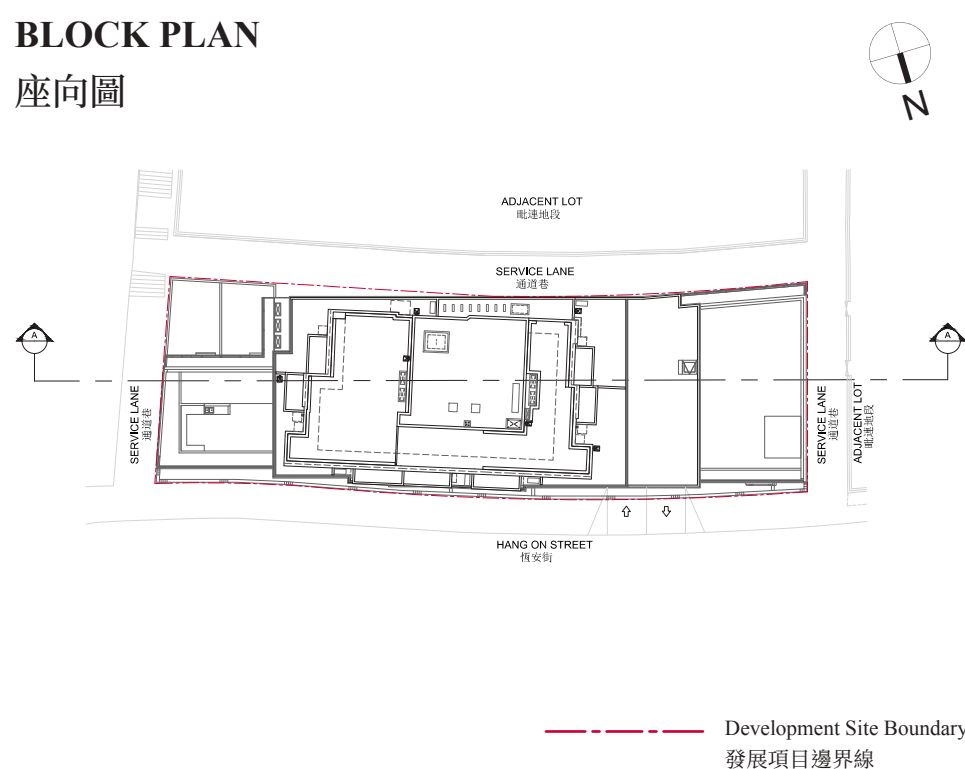 BLOCK PLAN
座向圖
N
ADJACENT LOT
毗連地段
SERVICE LANE
通道巷
A
A
SERVICE LANE
通道巷
SERVICE LANE
通道巷
ADJACENT LOT
毗連地段
HANG ON STREET
恆安街
Development Site Boundary
發展項目邊界線